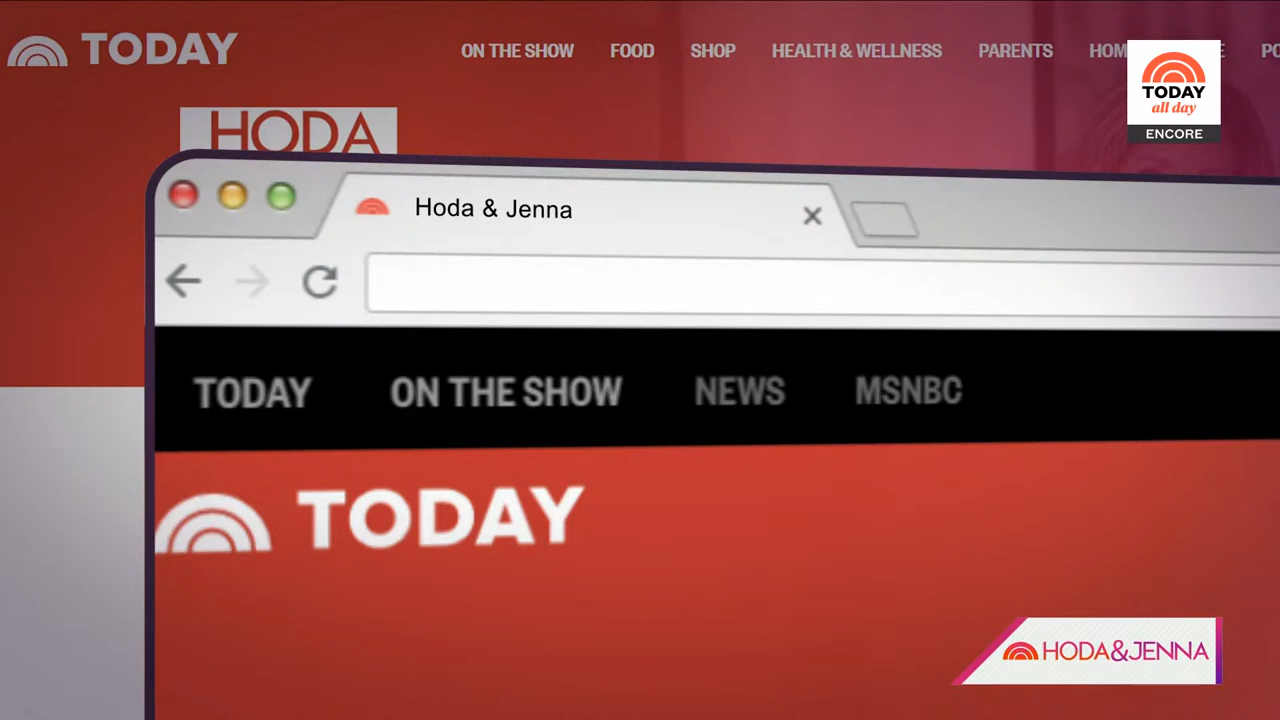 TODAY
ON THE SHOW FOOD SHOP HEALTH & WELLNESS PARENTS
TODAY
all day
ENCORE
HODA
Hoda & Jenna
TODAY ON THE SHOW NEWS MSNBC
TODAY
HODA&JENNA